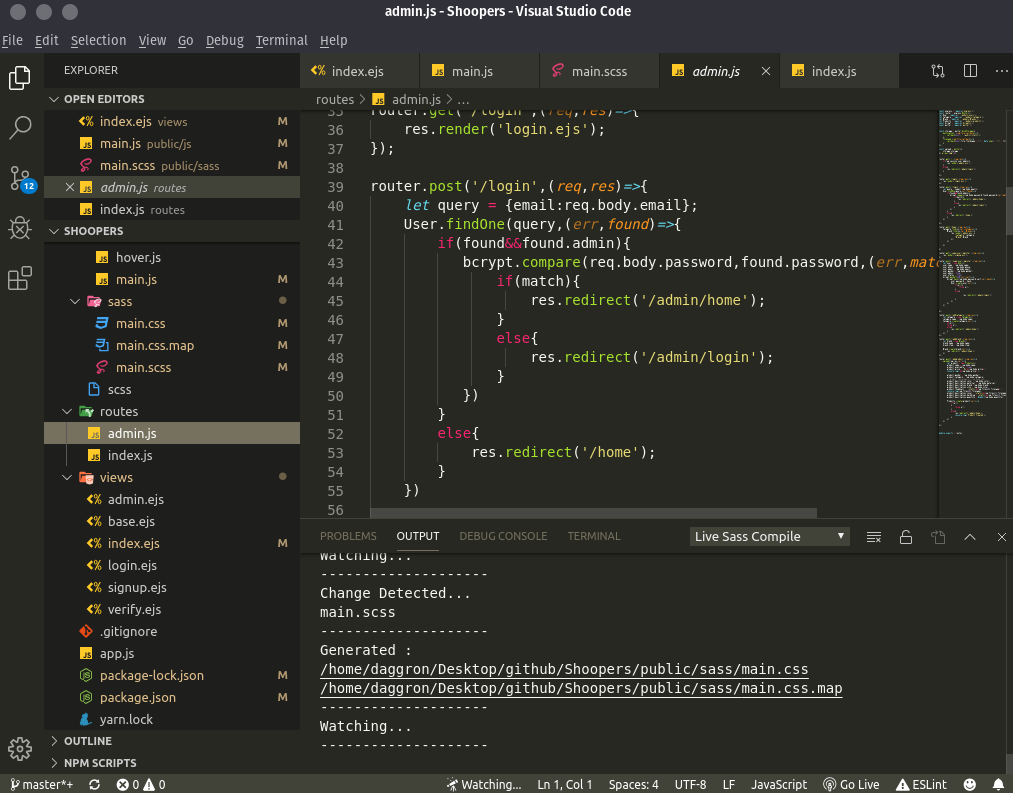 admin.js - Shoopers - Visual Studio Code
File Edit Selection View Go Debug Terminal Help
EXPLORER
OPEN EDITORS
index.ejs views M
main.js public/js M
main.scss public/sass M
admin.js routes
index.js routes
12
SHOOPERS
hover.js
main.js M
sass
main.css M
main.css.map M
main.scss M
scss
routes
admin.js
index.js
views
admin.ejs
base.ejs
index.ejs M
login.ejs
signup.ejs
verify.ejs
.gitignore
app.js
package-lock.json M
package.json M
yarn.lock
OUTLINE
NPM SCRIPTS
index.ejs main.js main.scss admin.js index.js
routes > admin.js > ...
35 router.get('/login',(req,res)=>{
36 res.render('login.ejs');
37 });
38
39 router.post('/login',(req,res)=>{
40 let query = {email:req.body.email};
41 User.findOne(query,(err,found)=>{
42 if(found&&found.admin){
43 bcrypt.compare(req.body.password,found.password,(err,matc
44 if(match){
45 res.redirect('/admin/home');
46 }
47 else{
48 res.redirect('/admin/login');
49 }
50 })
51 }
52 else{
53 res.redirect('/home');
54 }
55 })
56
PROBLEMS OUTPUT DEBUG CONSOLE TERMINAL Live Sass Compile
Watching...
--------------------
Change Detected...
main.scss
--------------------
Generated :
/home/daggron/Desktop/github/Shoopers/public/sass/main.css
/home/daggron/Desktop/github/Shoopers/public/sass/main.css.map
--------------------
Watching...
--------------------
master*+ 0 0 Watching... Ln 1, Col 1 Spaces: 4 UTF-8 LF JavaScript Go Live ESLint